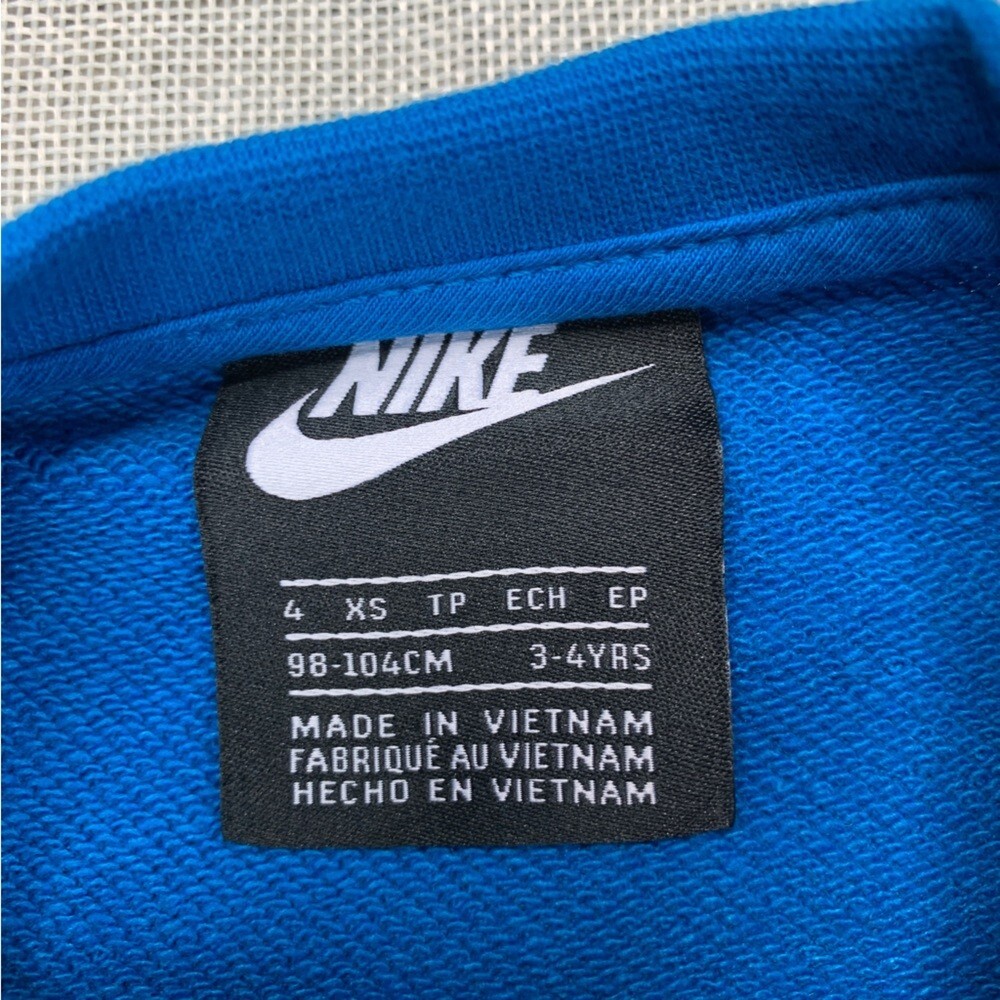 NIKE
4 XS TP ECH EP
98-104CM 3-4YRS
MADE IN VIETNAM
FABRIQUÉ AU VIETNAM
HECHO EN VIETNAM